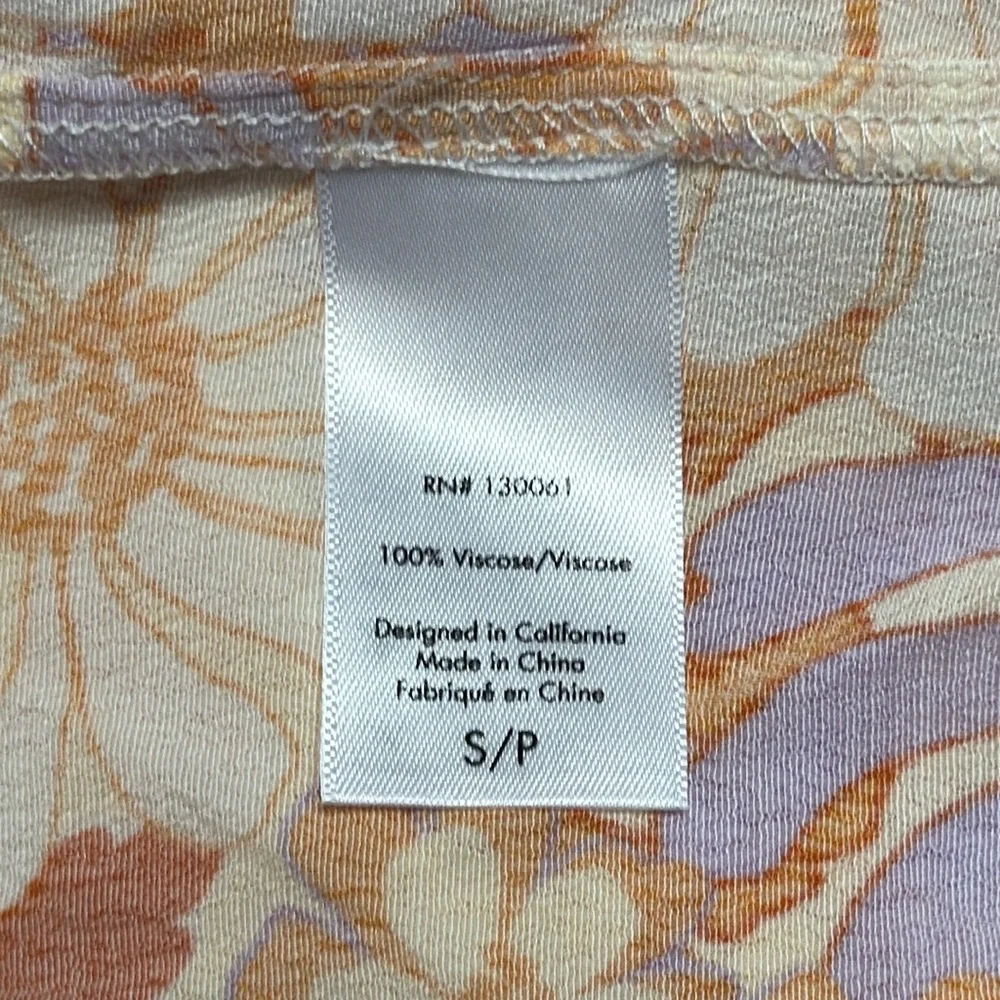 RN# 130061
100% Viscose/Viscose
Designed in California
Made in China
Fabriqué en Chine
S/P